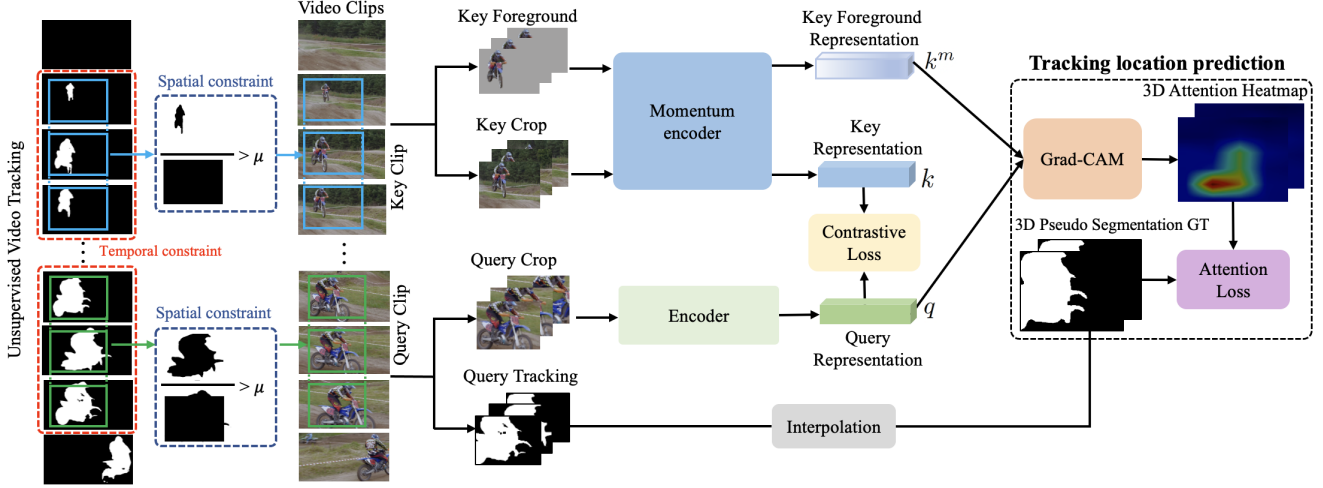 Unsupervised Video Tracking
Spatial constraint
> μ
Temporal constraint
Spatial constraint
> μ
Video Clips
Key Clip
Query Clip
Key Foreground
Key Crop
Query Crop
Query Tracking
Momentum
encoder
Encoder
Interpolation
Key Foreground
Representation
k^m
Key
Representation
k
Contrastive
Loss
q
Query
Representation
Tracking location prediction
3D Attention Heatmap
Grad-CAM
3D Pseudo Segmentation GT
Attention
Loss